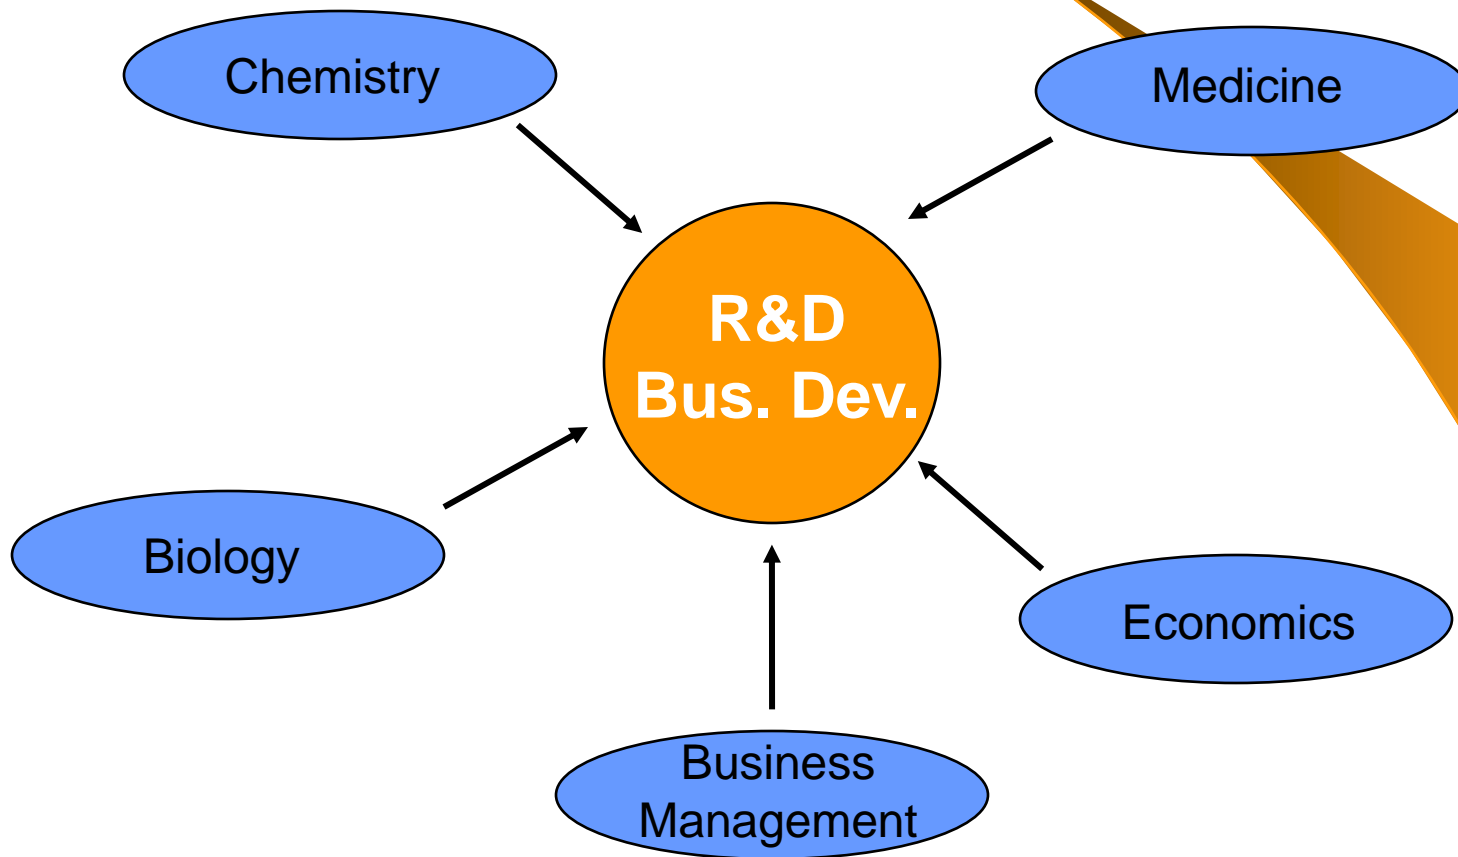 Chemistry
Medicine
R&D
Bus. Dev.
Biology
Economics
Business
Management